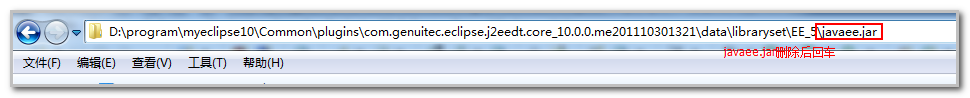 D:\program\myeclipse10\Common\plugins\com.genuitec.eclipse.j2eedt.core_10.0.0.me201110301321\data\libraryset\EE_5\javaee.jar
javaee.jar删除后回车
文件(F) 编辑(E) 查看(V) 工具(T) 帮助(H)